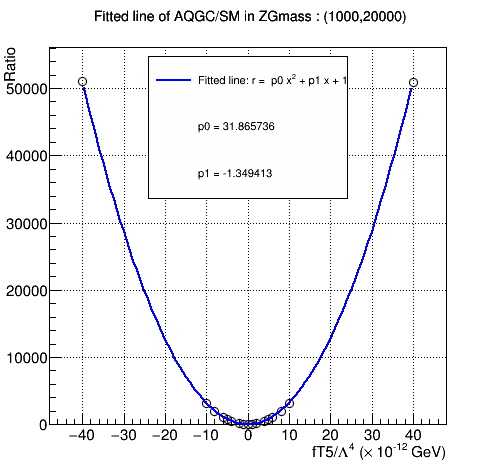 Fitted line of AQGC/SM in ZGmass : (1000,20000)
Ratio
Fitted line: r = p0 x² + p1 x + 1
p0 = 31.865736
p1 = -1.349413
50000
40000
30000
20000
10000
0
−40 −30 −20 −10 0 10 20 30 40
fT5/Λ⁴ (× 10⁻¹² GeV)